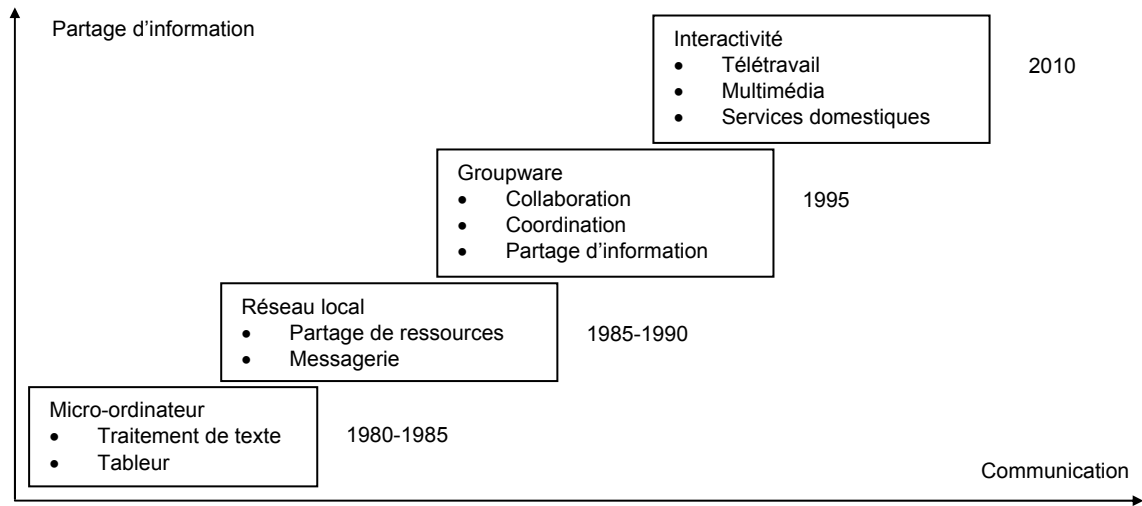 Partage d’information
Interactivité
• Télétravail
• Multimédia
• Services domestiques
2010
Groupware
• Collaboration
• Coordination
• Partage d’information
1995
Réseau local
• Partage de ressources
• Messagerie
1985-1990
Micro-ordinateur
• Traitement de texte
• Tableur
1980-1985
Communication